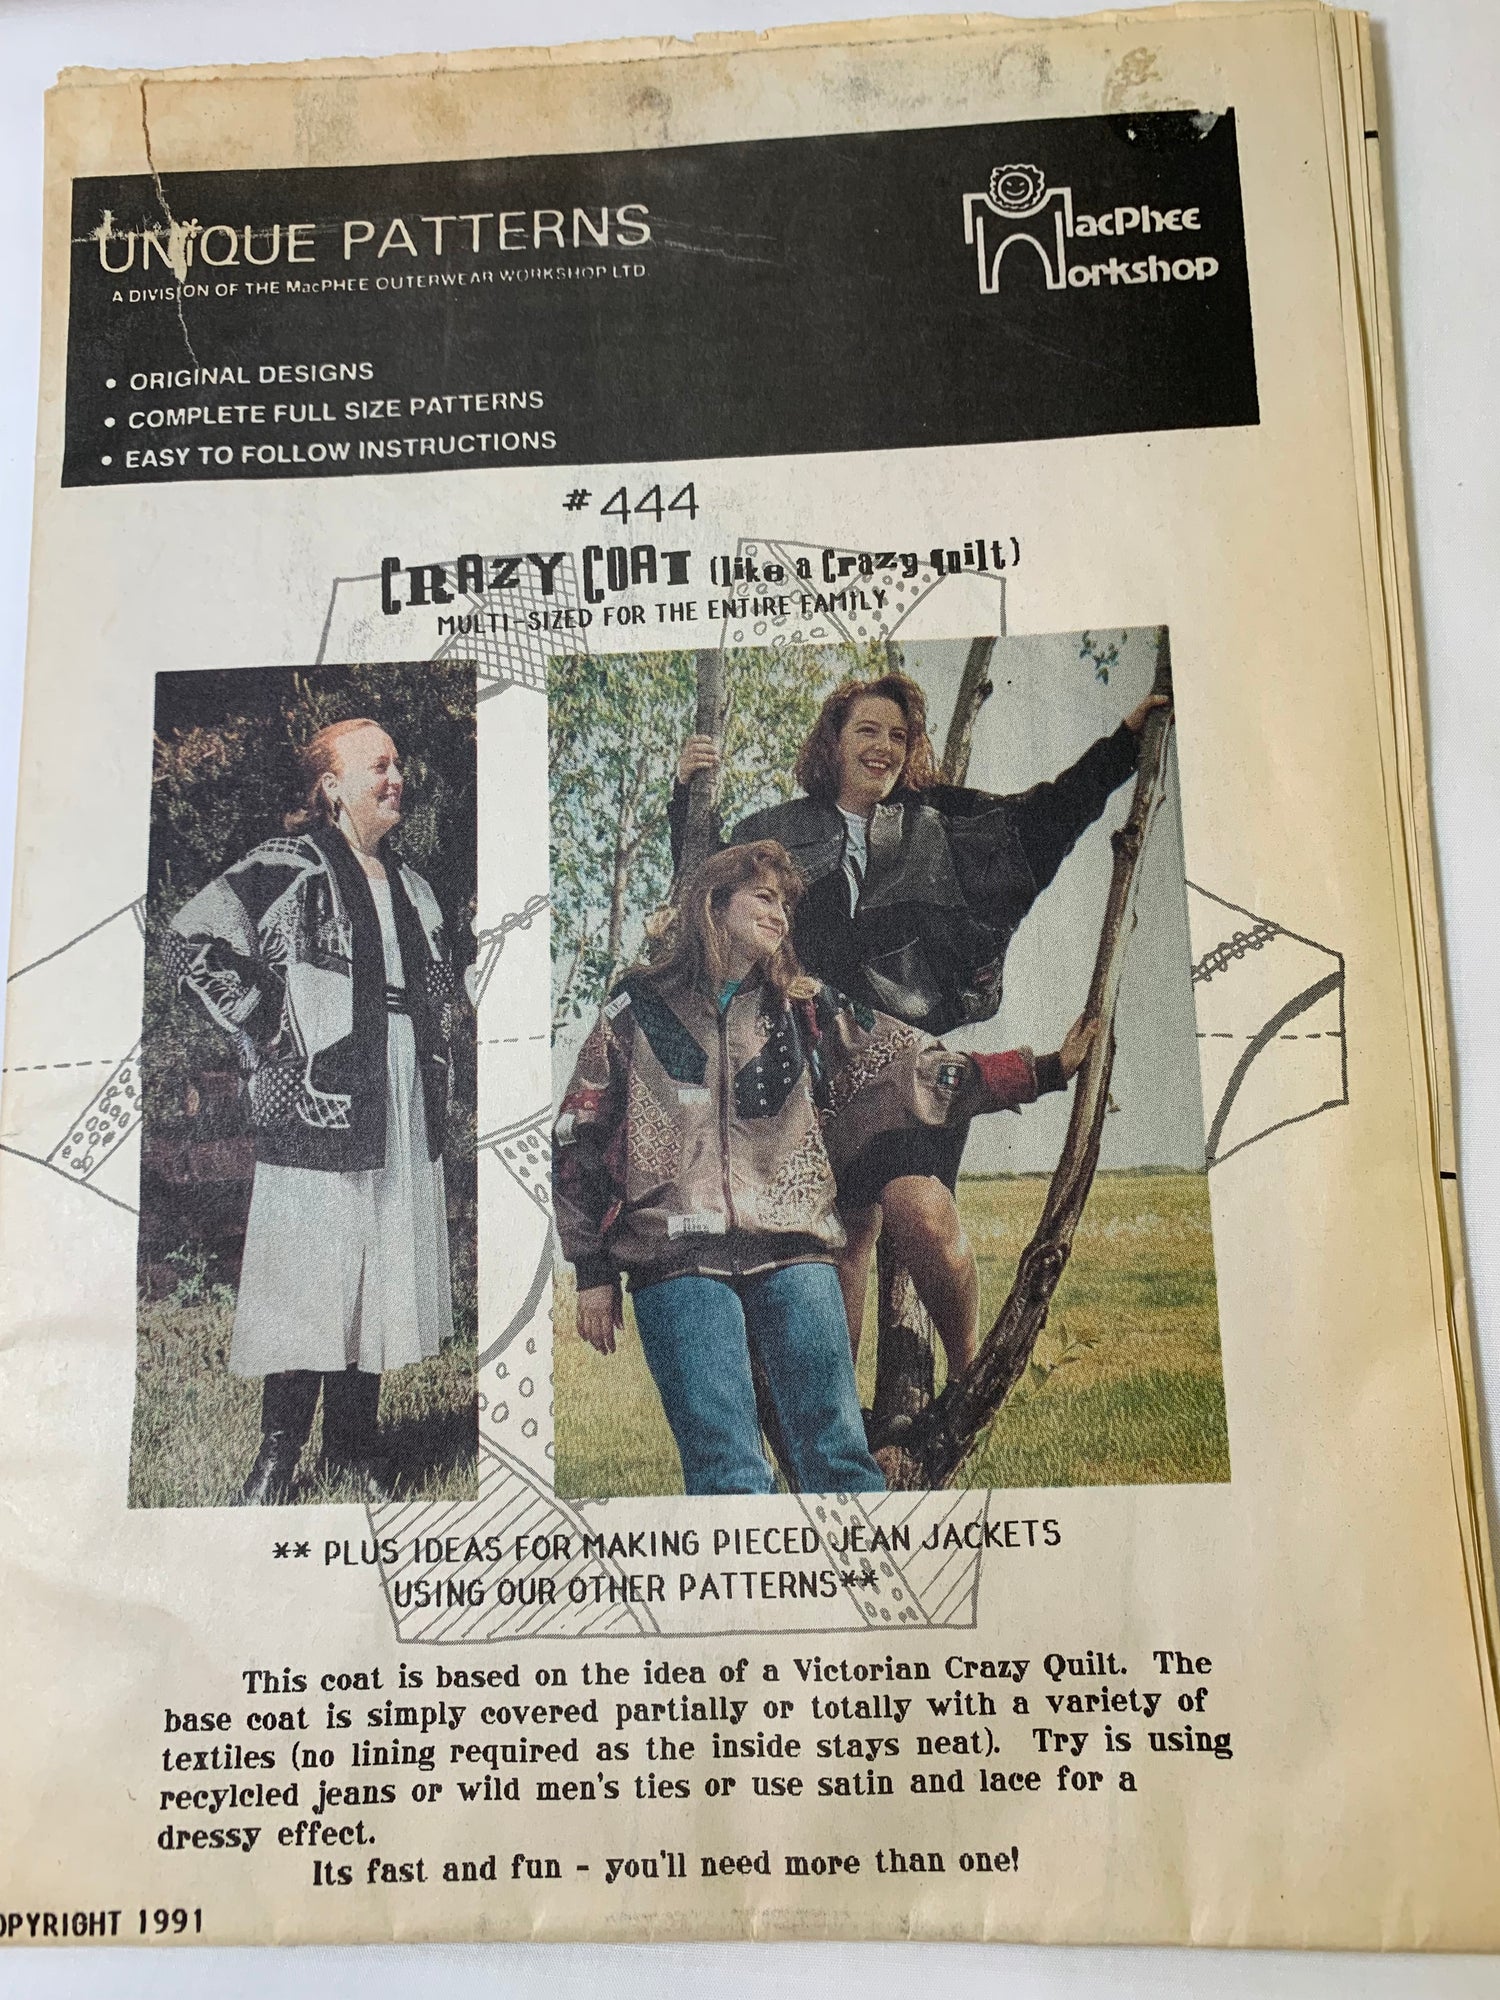 UNiQUE PATTERNS
A DIVISION OF THE MacPHEE OUTERWEAR WORKSHOP LTD.
MacPhee
Workshop
• ORIGINAL DESIGNS
• COMPLETE FULL SIZE PATTERNS
• EASY TO FOLLOW INSTRUCTIONS
#444
CRAZY COAT (like a Crazy Quilt)
MULTI-SIZED FOR THE ENTIRE FAMILY
** PLUS IDEAS FOR MAKING PIECED JEAN JACKETS
USING OUR OTHER PATTERNS**
This coat is based on the idea of a Victorian Crazy Quilt. The
base coat is simply covered partially or totally with a variety of
textiles (no lining required as the inside stays neat). Try is using
recylcled jeans or wild men's ties or use satin and lace for a
dressy effect.
Its fast and fun - you'll need more than one!
OPYRIGHT 1991